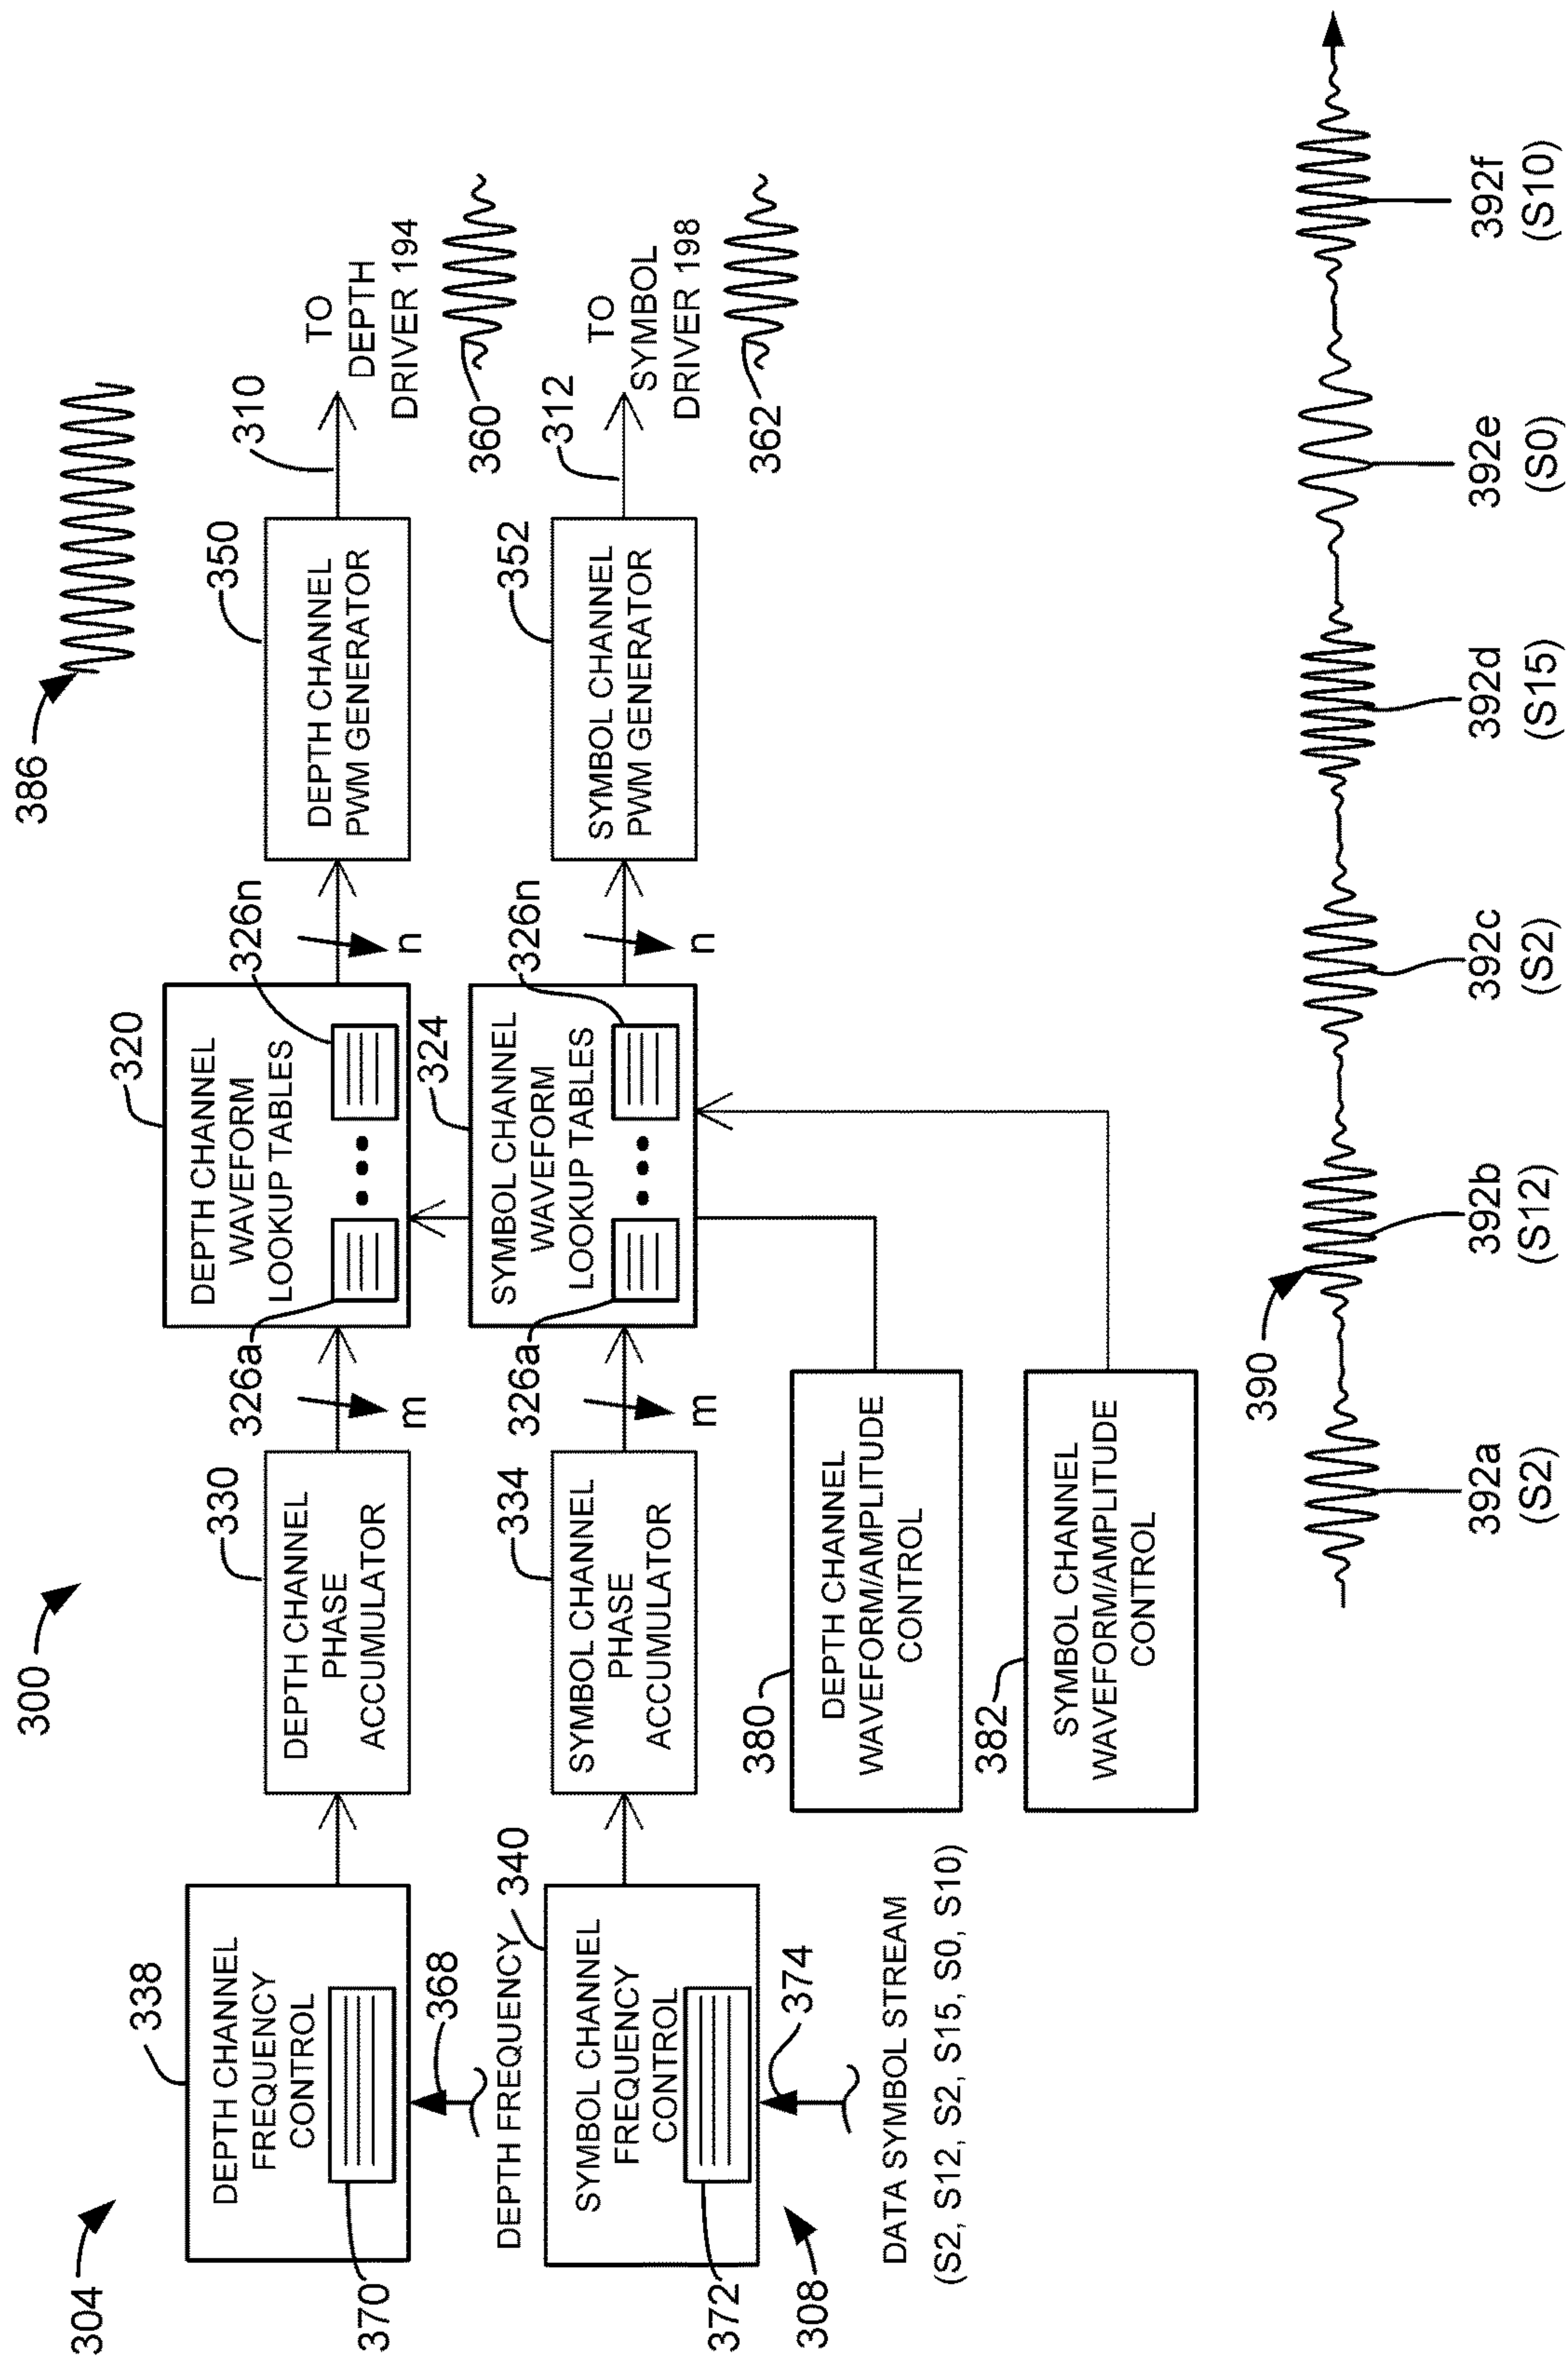 300
304
386
338
DEPTH CHANNEL
FREQUENCY
CONTROL
370
368
DEPTH FREQUENCY
330
DEPTH CHANNEL
PHASE
ACCUMULATOR
m
320
DEPTH CHANNEL
WAVEFORM
LOOKUP TABLES
326a
326n
n
350
DEPTH CHANNEL
PWM GENERATOR
310
TO
DEPTH
DRIVER 194
360
340
SYMBOL CHANNEL
FREQUENCY
CONTROL
372
374
308
DATA SYMBOL STREAM
(S2, S12, S2, S15, S0, S10)
334
SYMBOL CHANNEL
PHASE
ACCUMULATOR
m
324
SYMBOL CHANNEL
WAVEFORM
LOOKUP TABLES
326a
326n
n
352
SYMBOL CHANNEL
PWM GENERATOR
312
TO
SYMBOL
DRIVER 198
362
380
DEPTH CHANNEL
WAVEFORM/AMPLITUDE
CONTROL
382
SYMBOL CHANNEL
WAVEFORM/AMPLITUDE
CONTROL
390
392a
(S2)
392b
(S12)
392c
(S2)
392d
(S15)
392e
(S0)
392f
(S10)